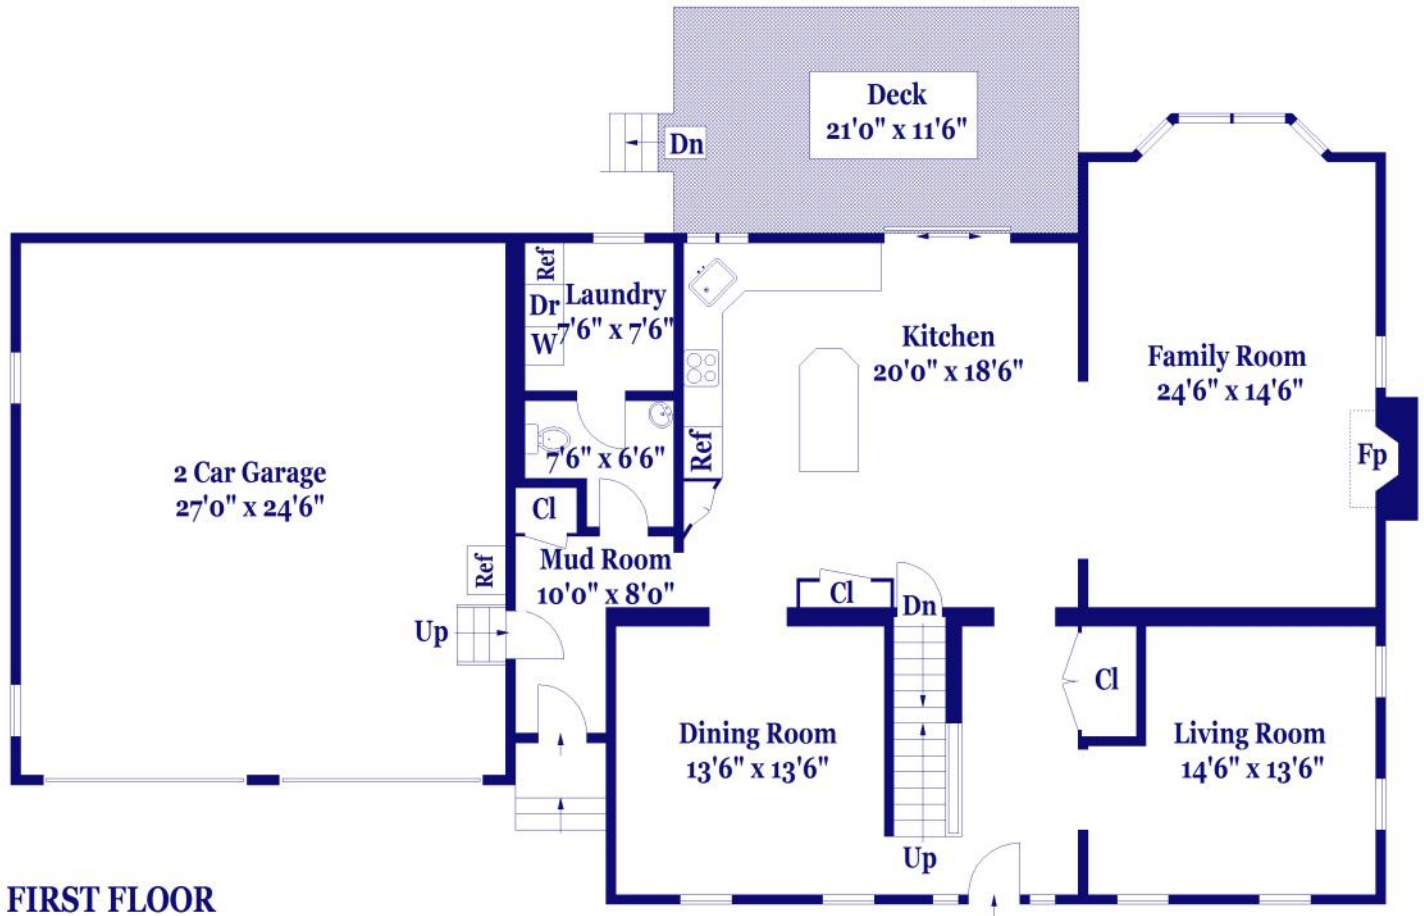 Deck
21'0" x 11'6"
Dn
Ref
Dr
W
Laundry
7'6" x 7'6"
Kitchen
20'0" x 18'6"
Family Room
24'6" x 14'6"
Fp
2 Car Garage
27'0" x 24'6"
7'6" x 6'6"
Ref
Cl
Ref
Mud Room
10'0" x 8'0"
Cl
Dn
Up
Cl
Dining Room
13'6" x 13'6"
Living Room
14'6" x 13'6"
Up
FIRST FLOOR